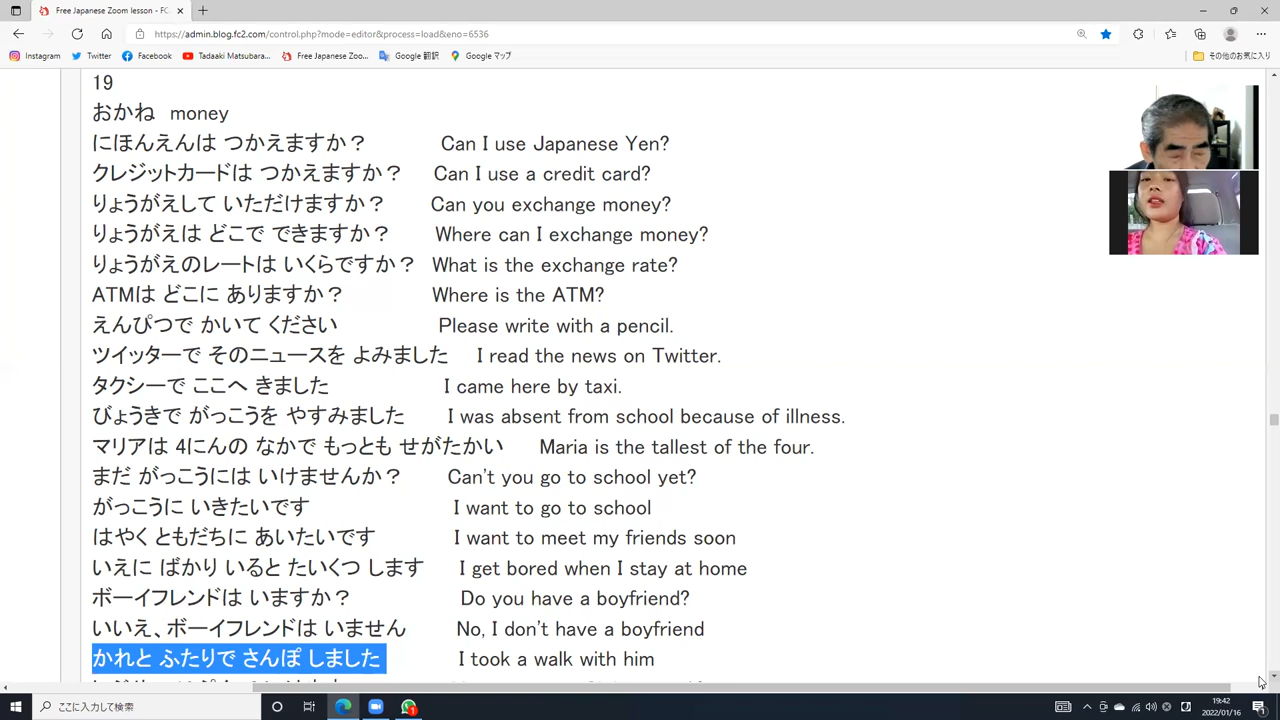 Free Japanese Zoom lesson - FC2
https://admin.blog.fc2.com/control.php?mode=editor&process=load&eno=6536
Instagram Twitter Facebook Tadaaki Matsubara... Free Japanese Zoo... Google 翻訳 Google マップ その他のお気に入り
19
おかね money
にほんえんは つかえますか？ Can I use Japanese Yen?
クレジットカードは つかえますか？ Can I use a credit card?
りょうがえして いただけますか？ Can you exchange money?
りょうがえは どこで できますか？ Where can I exchange money?
りょうがえのレートは いくらですか？ What is the exchange rate?
ATMは どこに ありますか？ Where is the ATM?
えんぴつで かいて ください Please write with a pencil.
ツイッターで そのニュースを よみました I read the news on Twitter.
タクシーで ここへ きました I came here by taxi.
びょうきで がっこうを やすみました I was absent from school because of illness.
マリアは 4にんの なかで もっとも せがたかい Maria is the tallest of the four.
まだ がっこうには いけませんか？ Can't you go to school yet?
がっこうに いきたいです I want to go to school
はやく ともだちに あいたいです I want to meet my friends soon
いえに ばかり いると たいくつ します I get bored when I stay at home
ボーイフレンドは いますか？ Do you have a boyfriend?
いいえ、ボーイフレンドは いません No, I don't have a boyfriend
かれと ふたりで さんぽ しました I took a walk with him
ここに入力して検索
19:42
2022/01/16